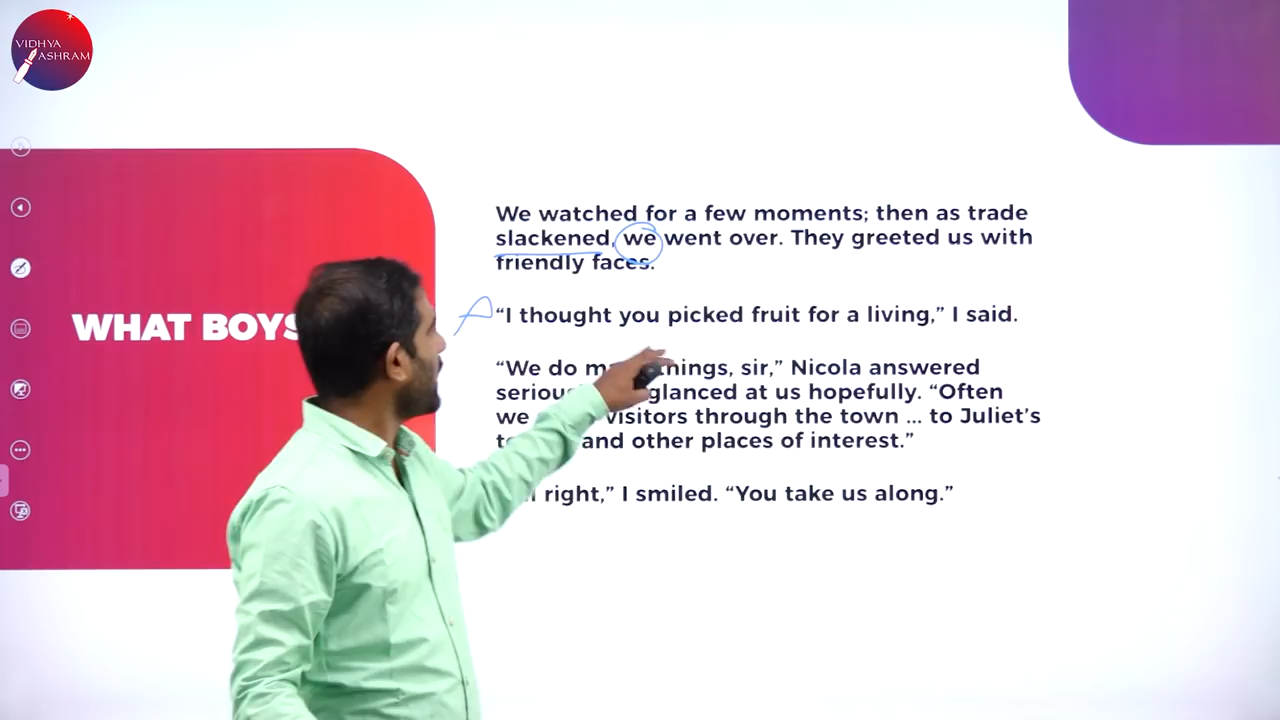 VIDHYA
ASHRAM
WHAT BOYS
We watched for a few moments; then as trade
slackened, we went over. They greeted us with
friendly faces.
“I thought you picked fruit for a living,” I said.
“We do things, sir,” Nicola answered
glanced at us hopefully. “Often
we visitors through the town ... to Juliet’s
and other places of interest.”
right,” I smiled. “You take us along.”